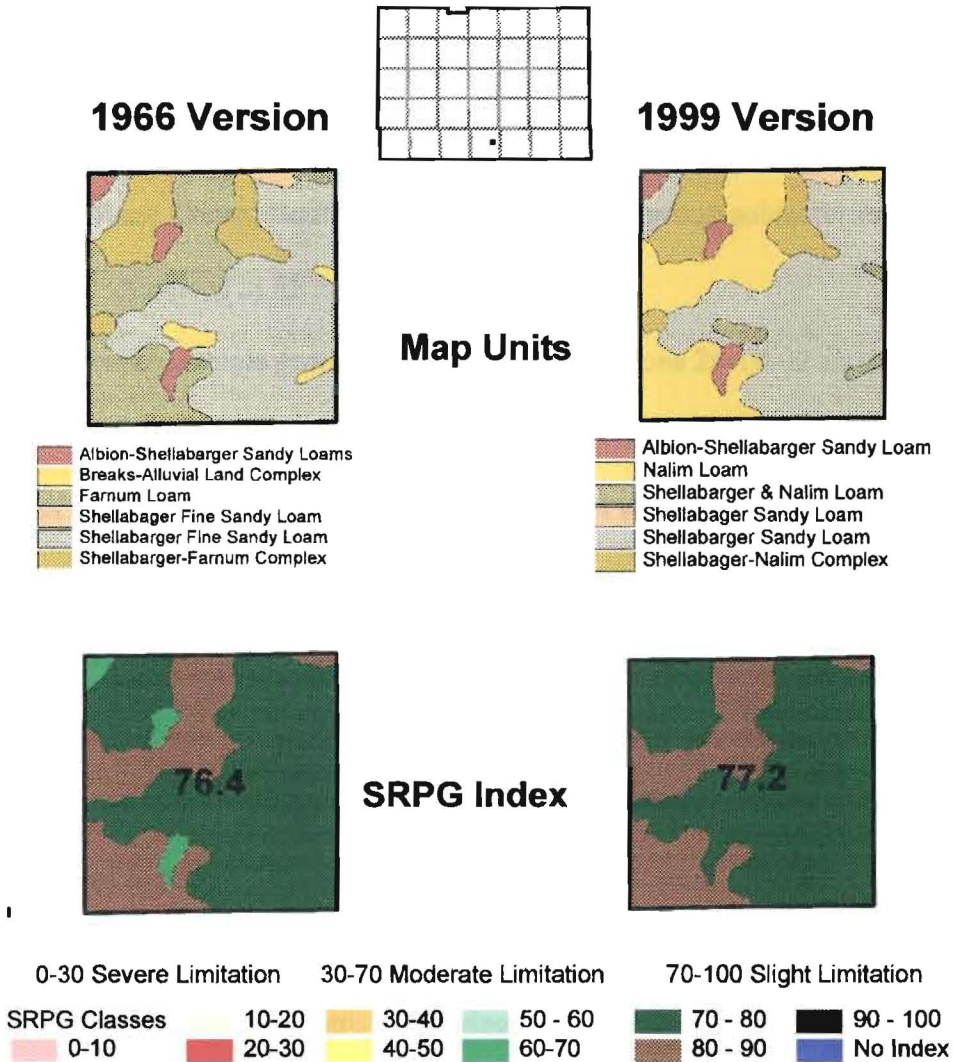 1966 Version
1999 Version
Map Units
Albion-Shellabarger Sandy Loams
Breaks-Alluvial Land Complex
Farnum Loam
Shellabager Fine Sandy Loam
Shellabarger Fine Sandy Loam
Shellabarger-Farnum Complex
Albion-Shellabarger Sandy Loam
Nalim Loam
Shellabarger & Nalim Loam
Shellabager Sandy Loam
Shellabarger Sandy Loam
Shellabager-Nalim Complex
76.4
SRPG Index
77.2
0-30 Severe Limitation 30-70 Moderate Limitation 70-100 Slight Limitation
SRPG Classes 10-20 30-40 50 - 60 70 - 80 90 - 100
0-10 20-30 40-50 60-70 80 - 90 No Index